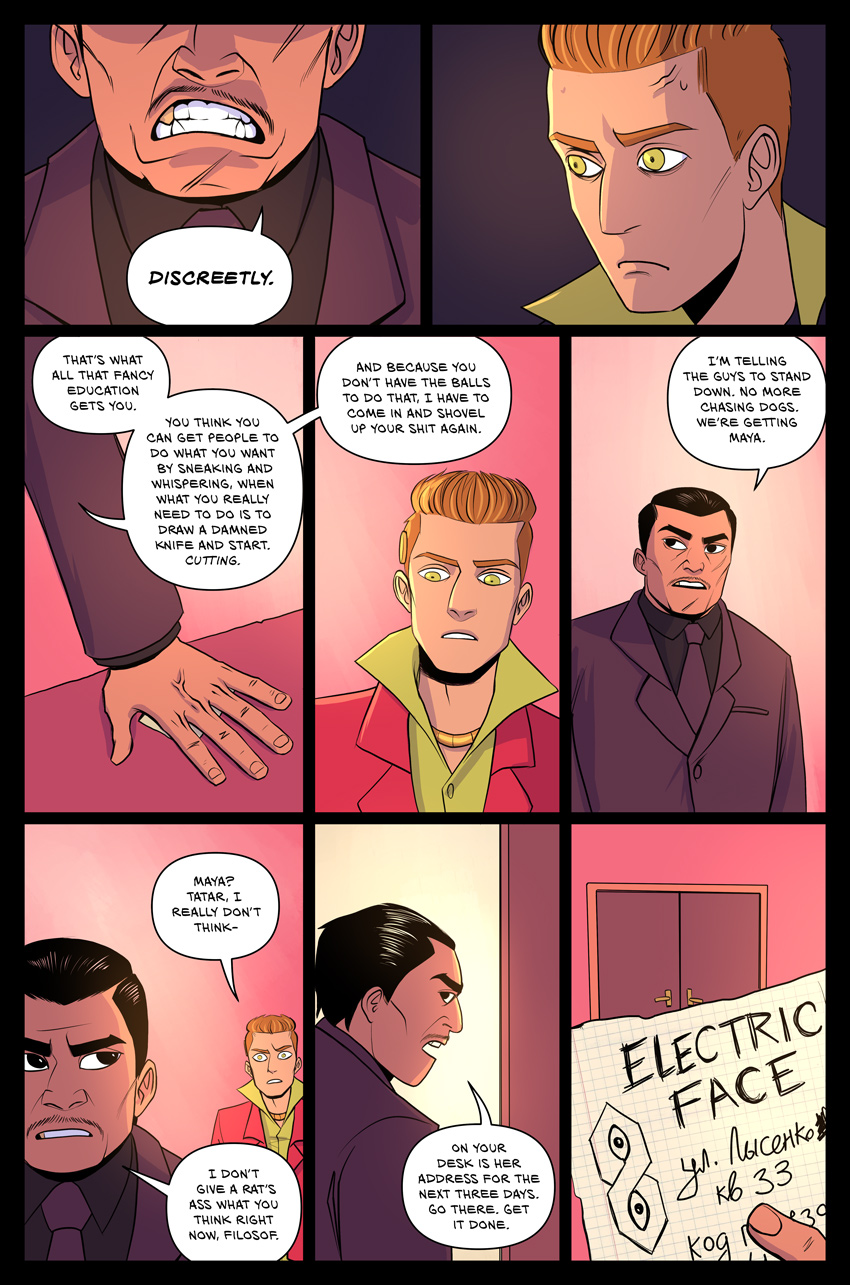 DISCREETLY.
THAT'S WHAT
ALL THAT FANCY
EDUCATION
GETS YOU.
YOU THINK YOU
CAN GET PEOPLE TO
DO WHAT YOU WANT
BY SNEAKING AND
WHISPERING, WHEN
WHAT YOU REALLY
NEED TO DO IS TO
DRAW A DAMNED
KNIFE AND START.
CUTTING.
AND BECAUSE YOU
DON'T HAVE THE BALLS
TO DO THAT, I HAVE TO
COME IN AND SHOVEL
UP YOUR SHIT AGAIN.
I'M TELLING
THE GUYS TO STAND
DOWN. NO MORE
CHASING DOGS.
WE'RE GETTING
MAYA.
MAYA?
TATAR, I
REALLY DON'T
THINK-
I DON'T
GIVE A RAT'S
ASS WHAT YOU
THINK RIGHT
NOW, FILOSOF.
ON YOUR
DESK IS HER
ADDRESS FOR THE
NEXT THREE DAYS.
GO THERE. GET
IT DONE.
ELECTRIC
FACE
ул. Лысенко
кв 33
код